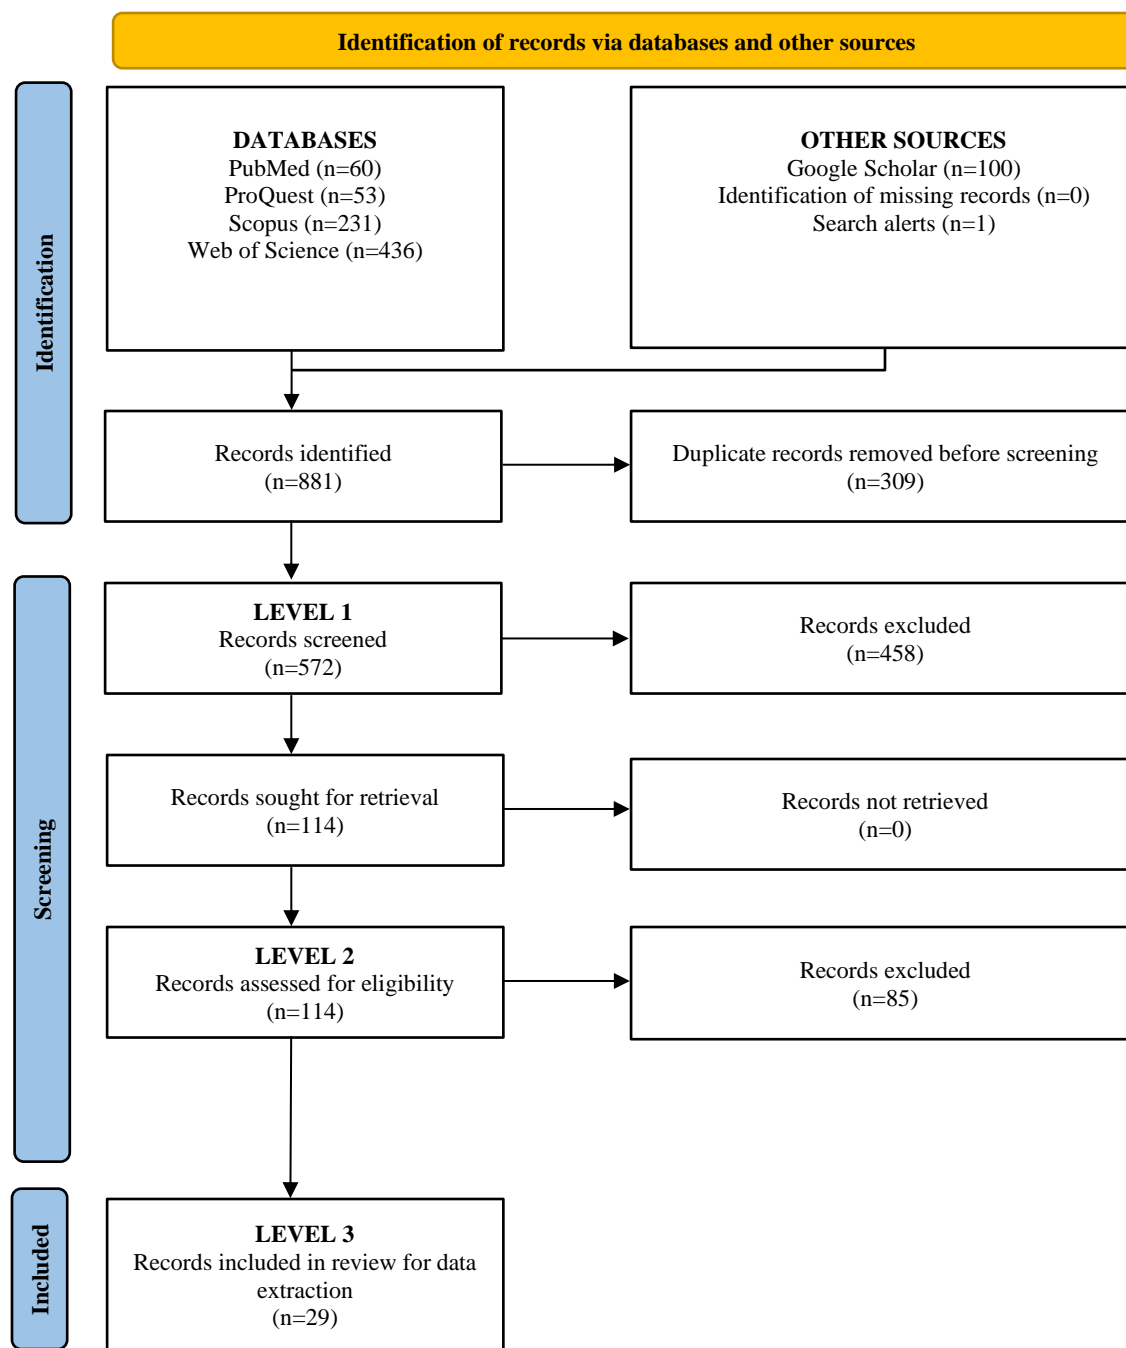 Identification of records via databases and other sources
Identification
DATABASES
PubMed (n=60)
ProQuest (n=53)
Scopus (n=231)
Web of Science (n=436)
OTHER SOURCES
Google Scholar (n=100)
Identification of missing records (n=0)
Search alerts (n=1)
Records identified
(n=881)
Duplicate records removed before screening
(n=309)
Screening
LEVEL 1
Records screened
(n=572)
Records excluded
(n=458)
Records sought for retrieval
(n=114)
Records not retrieved
(n=0)
LEVEL 2
Records assessed for eligibility
(n=114)
Records excluded
(n=85)
Included
LEVEL 3
Records included in review for data
extraction
(n=29)